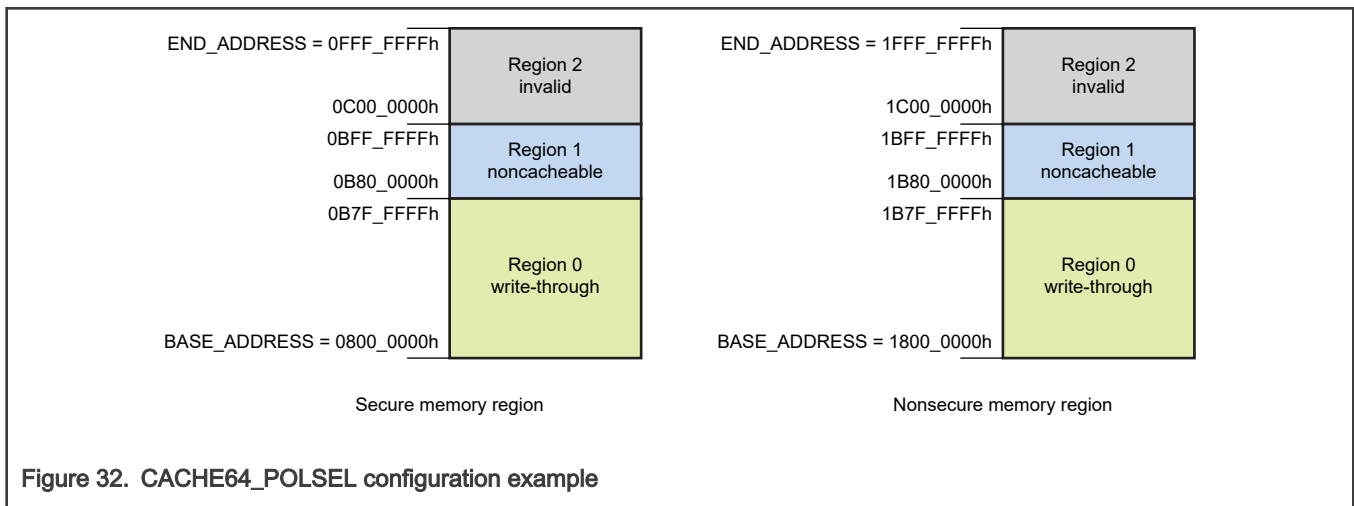 END_ADDRESS = 0FFF_FFFFh
Region 2
invalid
0C00_0000h
0BFF_FFFFh
Region 1
noncacheable
0B80_0000h
0B7F_FFFFh
Region 0
write-through
BASE_ADDRESS = 0800_0000h
Secure memory region
END_ADDRESS = 1FFF_FFFFh
Region 2
invalid
1C00_0000h
1BFF_FFFFh
Region 1
noncacheable
1B80_0000h
1B7F_FFFFh
Region 0
write-through
BASE_ADDRESS = 1800_0000h
Nonsecure memory region
Figure 32. CACHE64_POLSEL configuration example